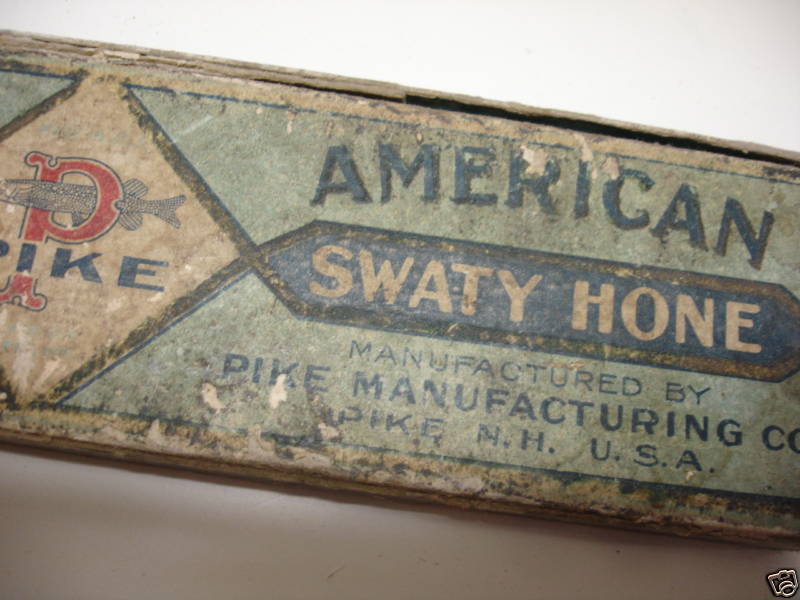 P
PIKE
AMERICAN
SWATY HONE
MANUFACTURED BY
PIKE MANUFACTURING CO
PIKE N.H. U.S.A.